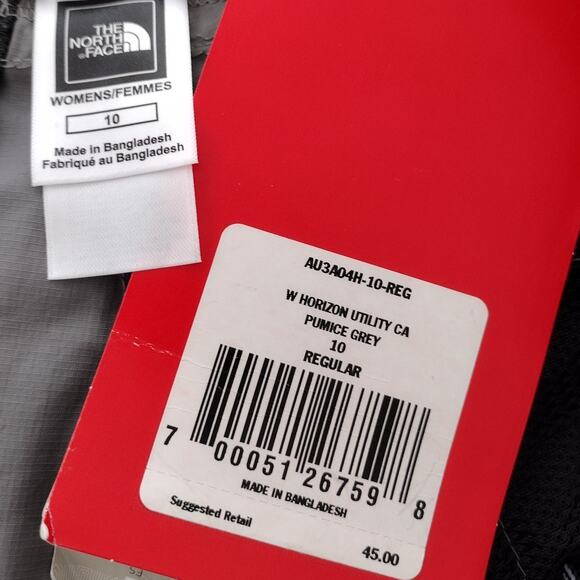 THE
NORTH
FACE
WOMENS/FEMMES
10
Made in Bangladesh
Fabriqué au Bangladesh
AU3A04H-10-REG
W HORIZON UTILITY CA
PUMICE GREY
10
REGULAR
7 00051 26759 8
MADE IN BANGLADESH
Suggested Retail
45.00